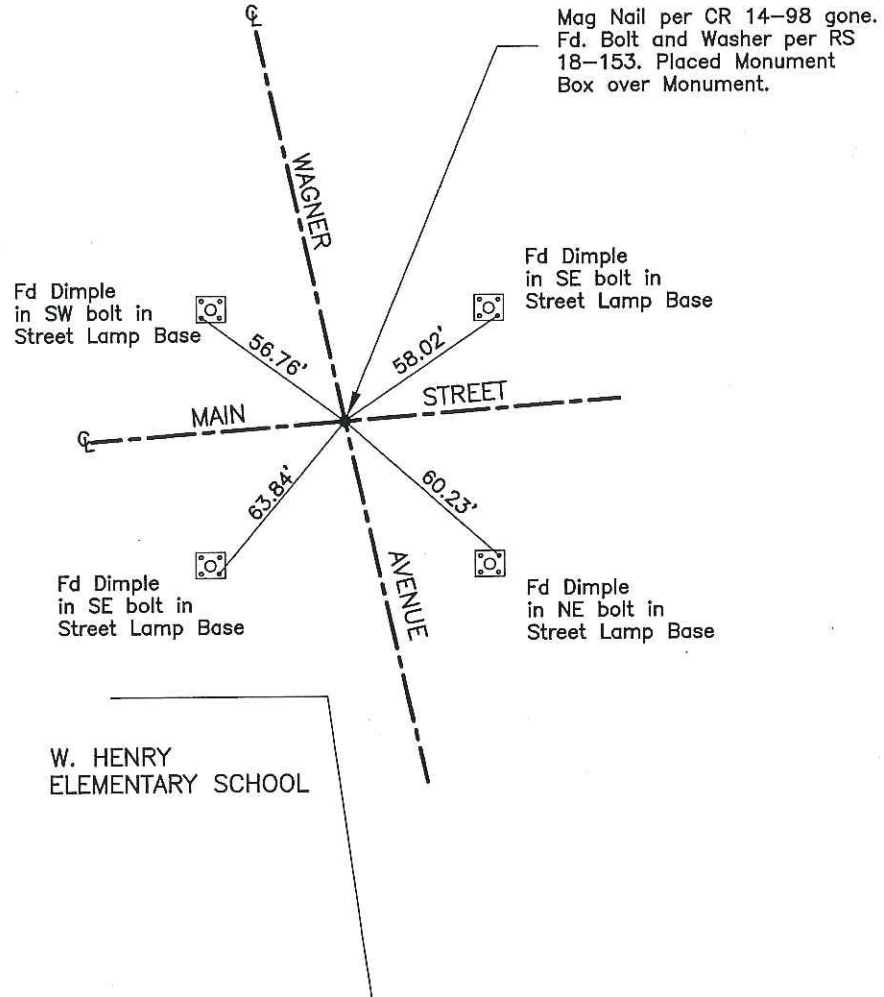 ℄
Mag Nail per CR 14-98 gone.
Fd. Bolt and Washer per RS
18-153. Placed Monument
Box over Monument.
WAGNER
Fd Dimple
in SW bolt in
Street Lamp Base
Fd Dimple
in SE bolt in
Street Lamp Base
56.76'
58.02'
MAIN
STREET
℄
63.84'
60.23'
AVENUE
Fd Dimple
in SE bolt in
Street Lamp Base
Fd Dimple
in NE bolt in
Street Lamp Base
W. HENRY
ELEMENTARY SCHOOL